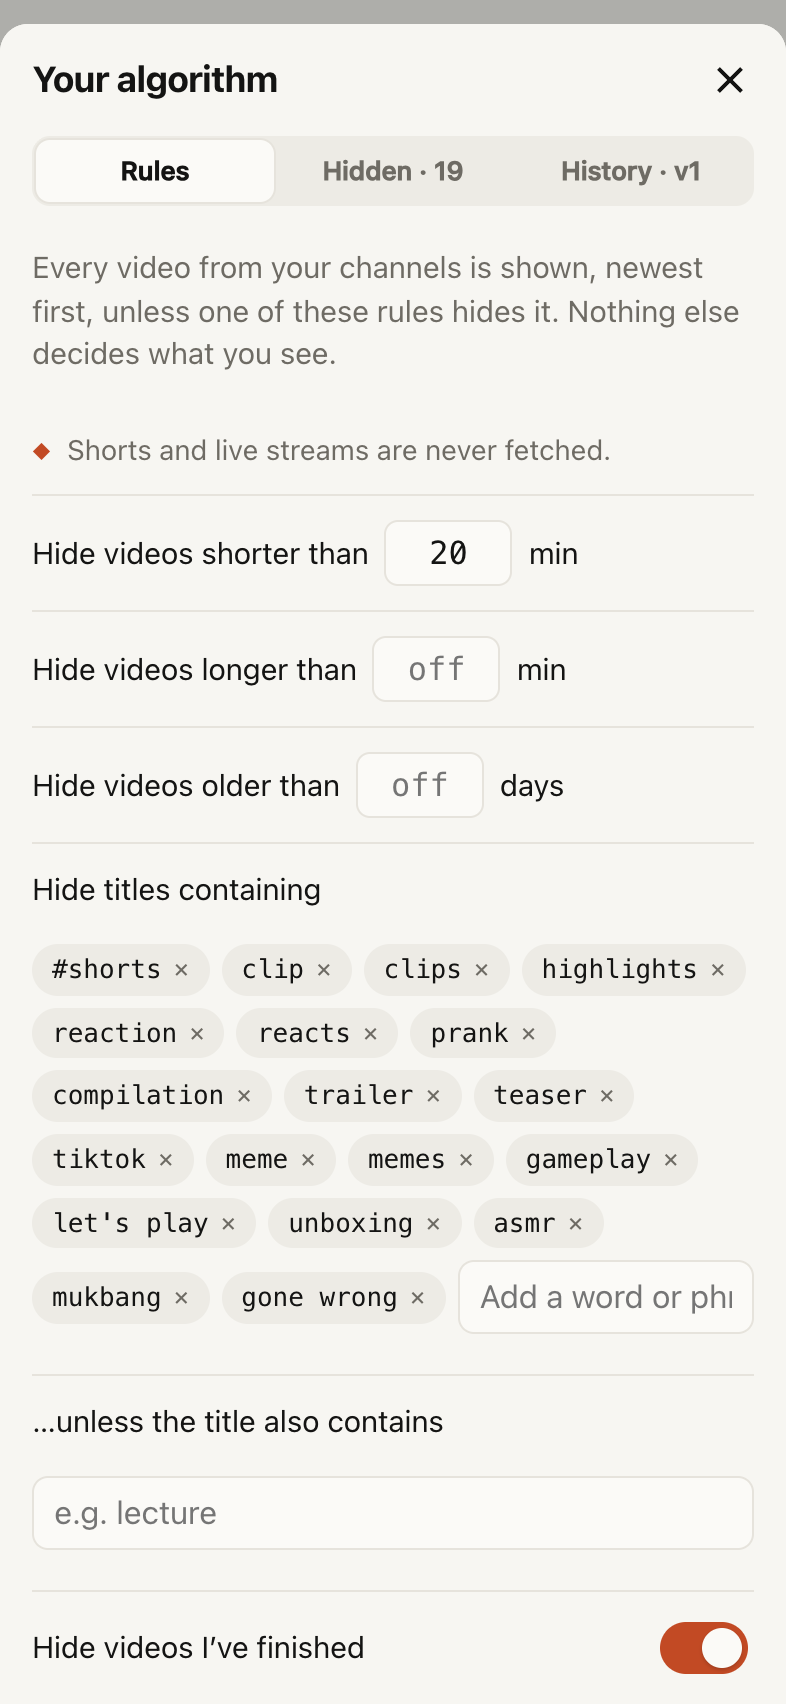 Your algorithm ×
Rules Hidden · 19 History · v1
Every video from your channels is shown, newest
first, unless one of these rules hides it. Nothing else
decides what you see.
◆ Shorts and live streams are never fetched.
Hide videos shorter than 20 min
Hide videos longer than off min
Hide videos older than off days
Hide titles containing
#shorts × clip × clips × highlights ×
reaction × reacts × prank ×
compilation × trailer × teaser ×
tiktok × meme × memes × gameplay ×
let's play × unboxing × asmr ×
mukbang × gone wrong × Add a word or phr
...unless the title also contains
e.g. lecture
Hide videos I’ve finished